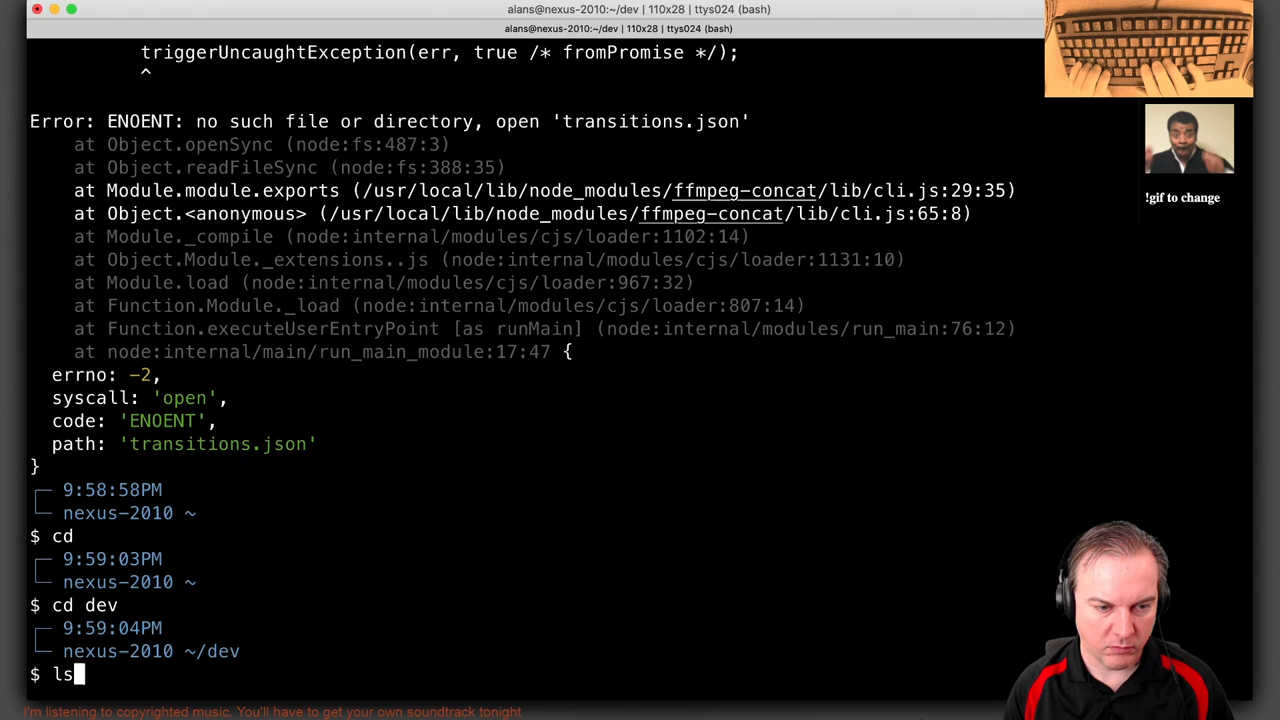 alans@nexus-2010:~/dev | 110x28 | ttys024 (bash)
alans@nexus-2010:~/dev | 110x28 | ttys024 (bash)
triggerUncaughtException(err, true /* fromPromise */);
^
Error: ENOENT: no such file or directory, open 'transitions.json'
at Object.openSync (node:fs:487:3)
at Object.readFileSync (node:fs:388:35)
at Module.module.exports (/usr/local/lib/node_modules/ffmpeg-concat/lib/cli.js:29:35)
at Object.<anonymous> (/usr/local/lib/node_modules/ffmpeg-concat/lib/cli.js:65:8)
at Module._compile (node:internal/modules/cjs/loader:1102:14)
at Object.Module._extensions..js (node:internal/modules/cjs/loader:1131:10)
at Module.load (node:internal/modules/cjs/loader:967:32)
at Function.Module._load (node:internal/modules/cjs/loader:807:14)
at Function.executeUserEntryPoint [as runMain] (node:internal/modules/run_main:76:12)
at node:internal/main/run_main_module:17:47 {
errno: -2,
syscall: 'open',
code: 'ENOENT',
path: 'transitions.json'
}
9:58:58PM
nexus-2010 ~
$ cd
9:59:03PM
nexus-2010 ~
$ cd dev
9:59:04PM
nexus-2010 ~/dev
$ ls
!gif to change
I'm listening to copyrighted music. You'll have to get your own soundtrack tonight